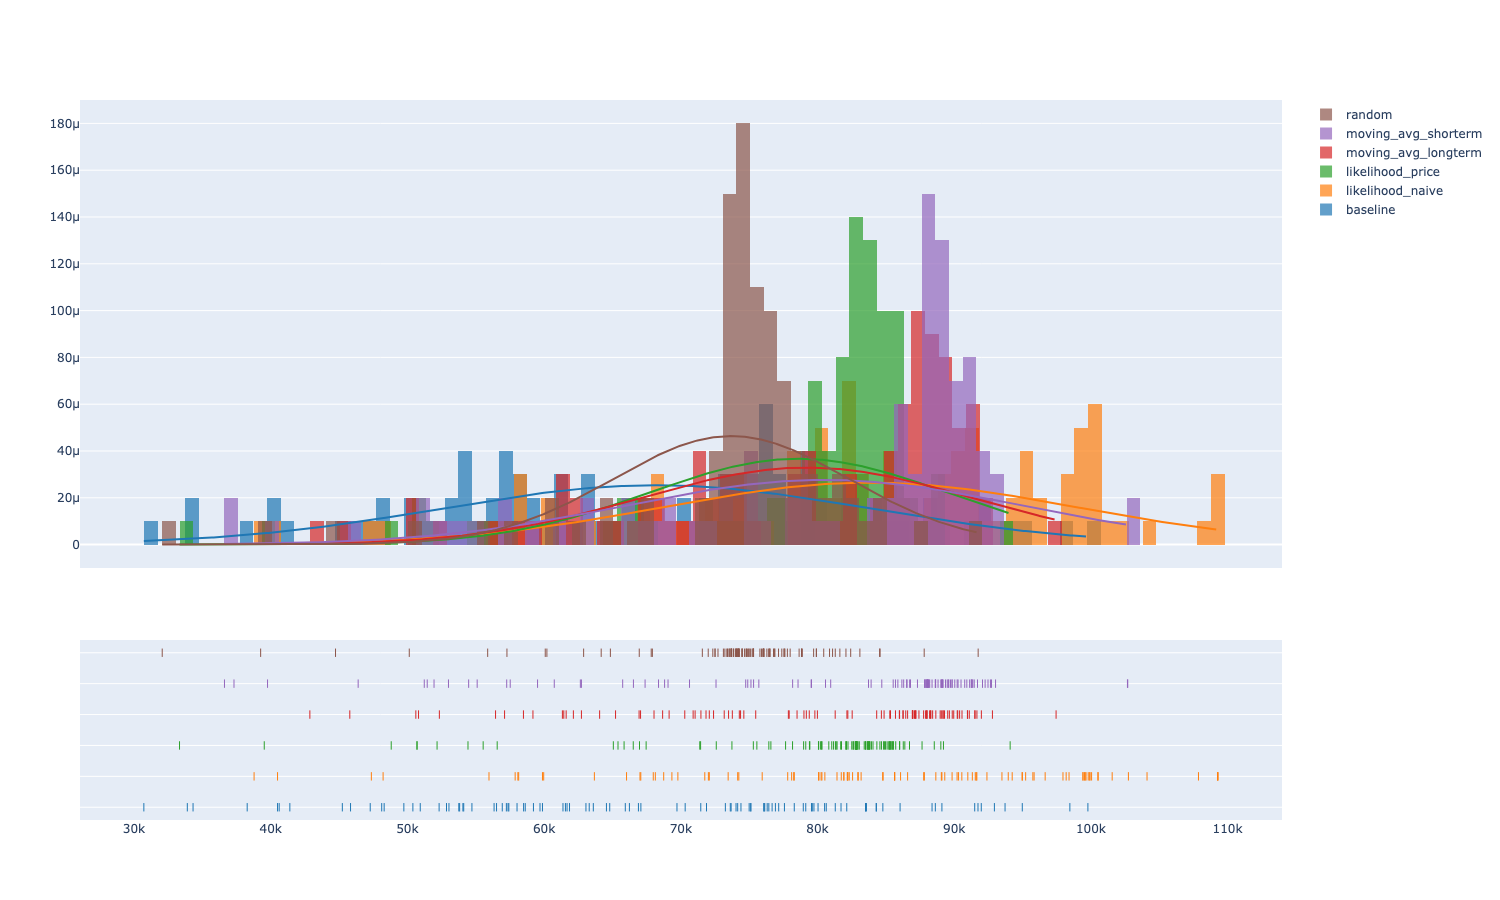 180μ
160μ
140μ
120μ
100μ
80μ
60μ
40μ
20μ
0
random
moving_avg_shorterm
moving_avg_longterm
likelihood_price
likelihood_naive
baseline
30k 40k 50k 60k 70k 80k 90k 100k 110k